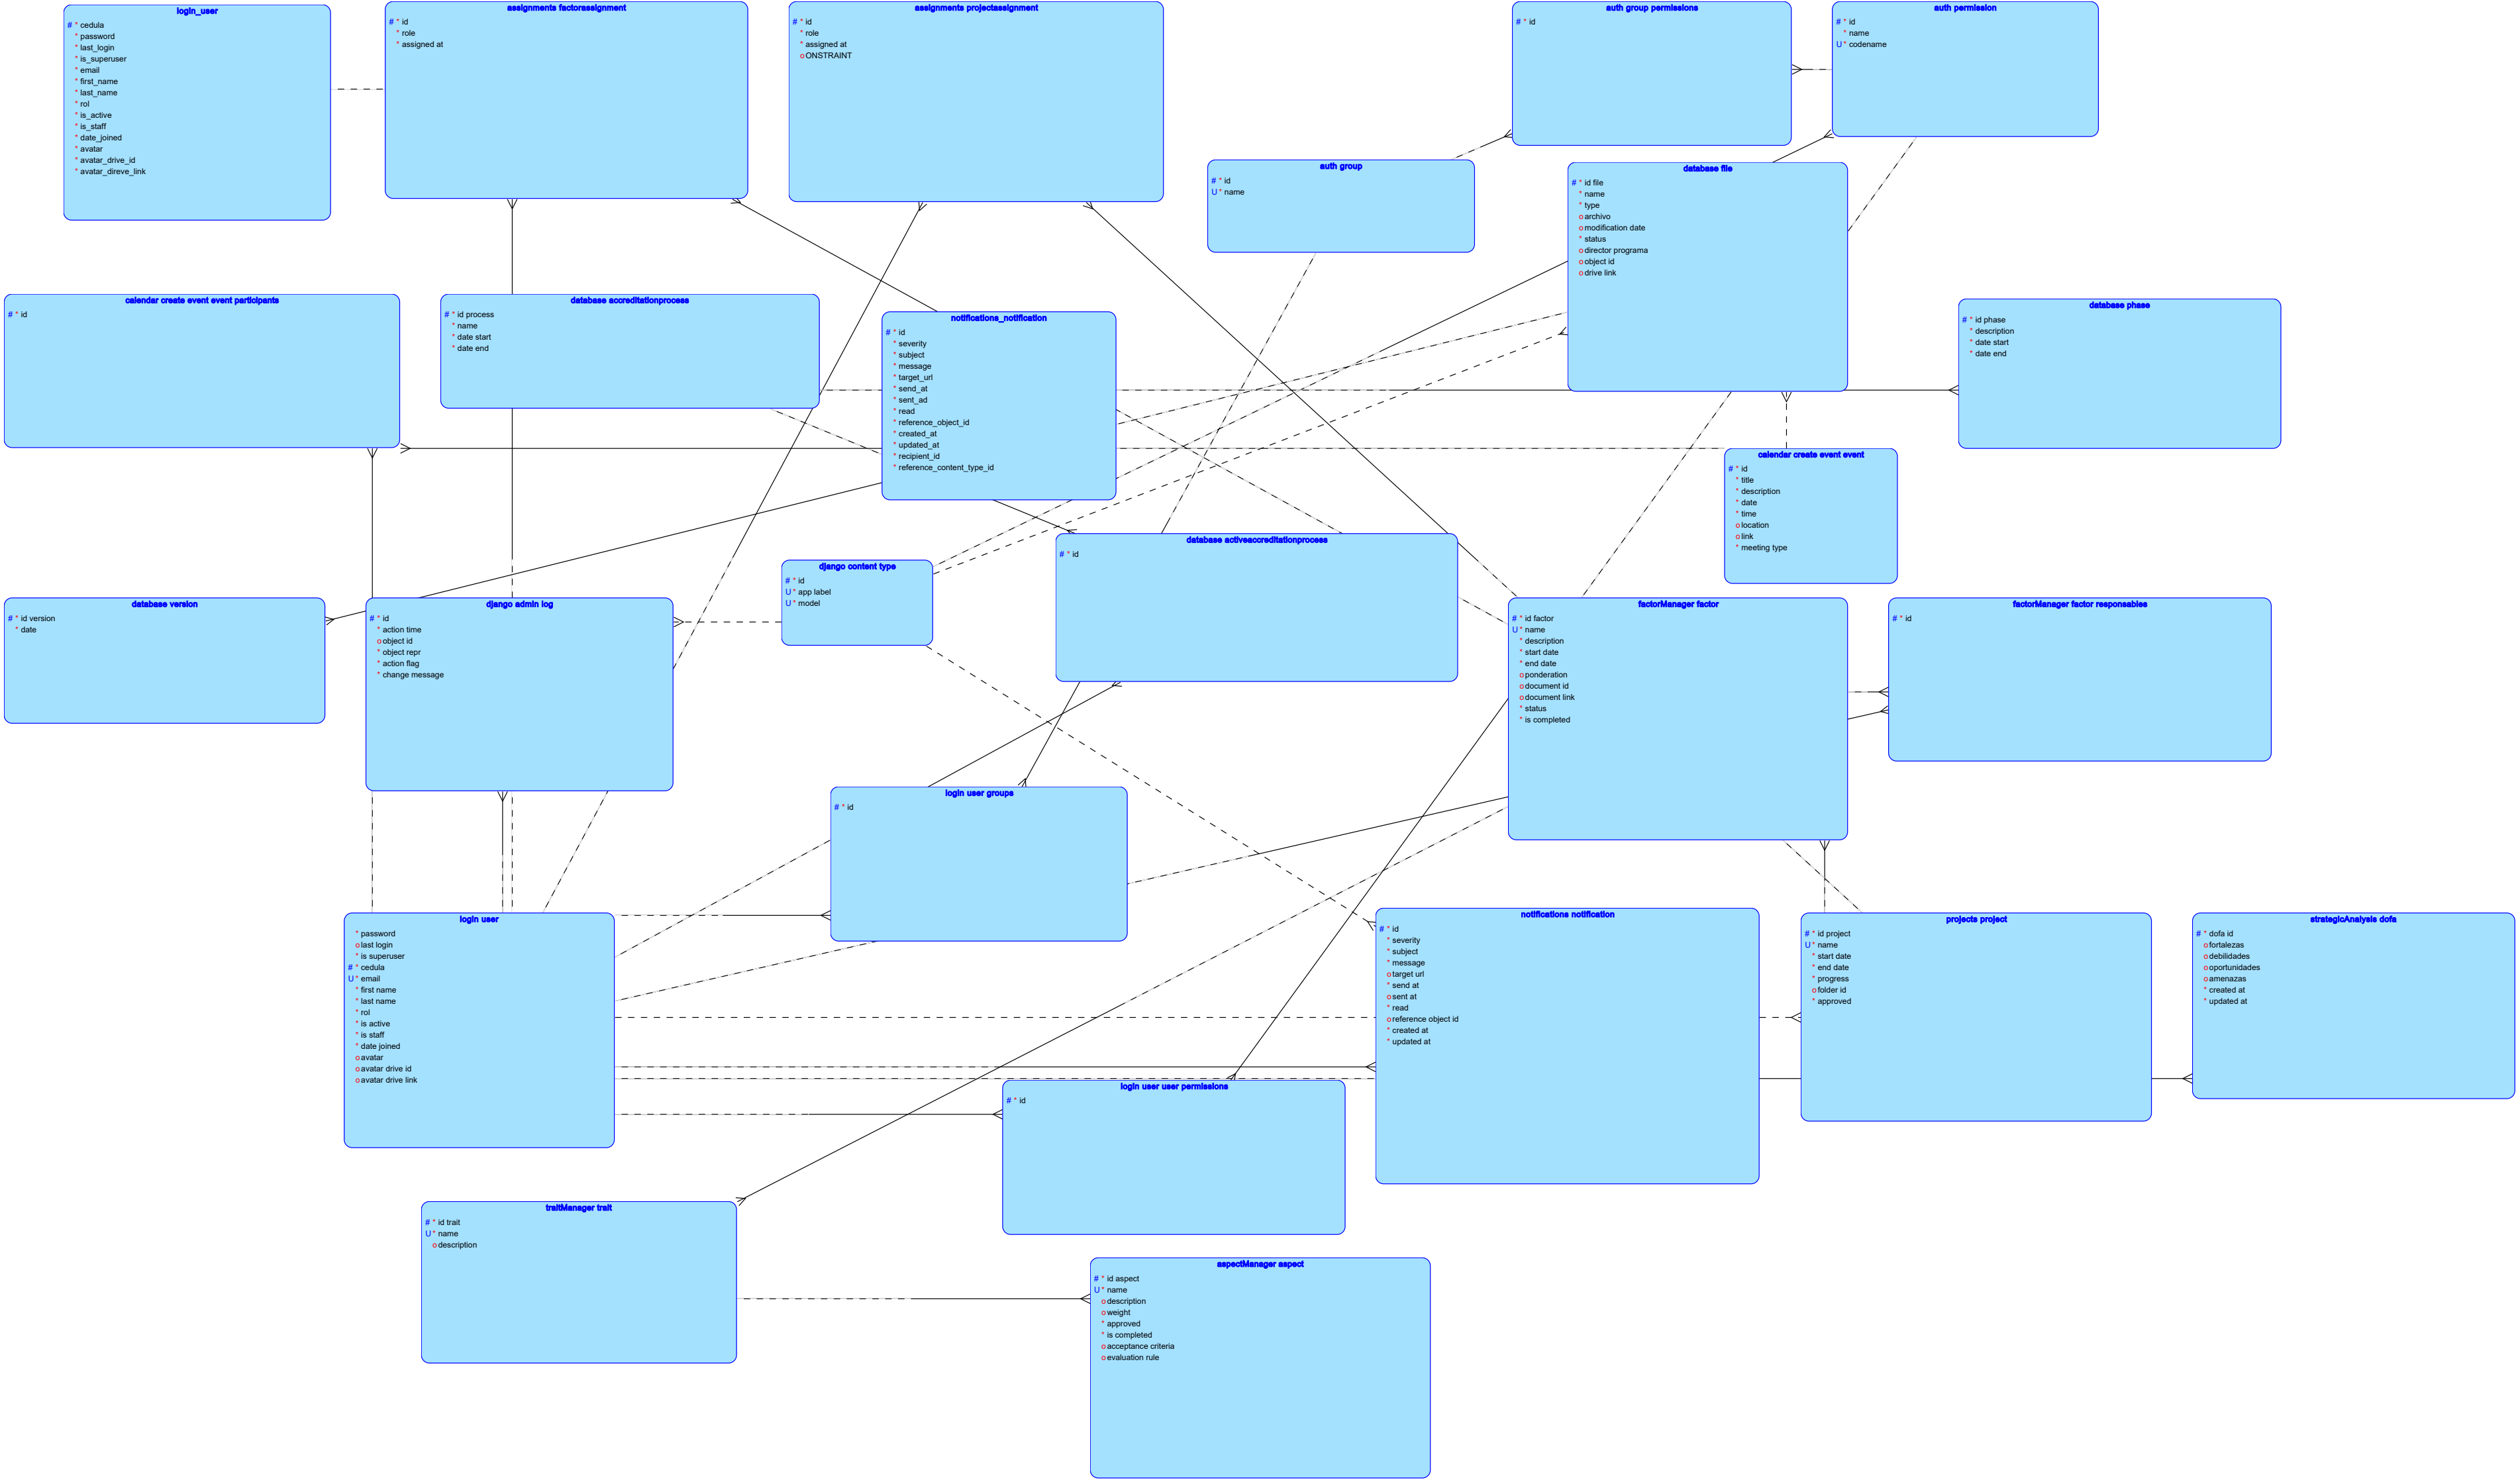 login_user
# * cedula
* password
* last_login
* is_superuser
* email
* first_name
* last_name
* rol
* is_active
* is_staff
* date_joined
* avatar
* avatar_drive_id
* avatar_direve_link
assignments factorassignment
# * id
* role
* assigned at
assignments projectassignment
# * id
* role
* assigned at
o ONSTRAINT
auth group permissions
# * id
auth permission
# * id
* name
U * codename
auth group
# * id
U * name
database file
# * id file
* name
* type
o archivo
o modification date
* status
o director programa
o object id
o drive link
calendar create event event participants
# * id
database accreditationprocess
# * id process
* name
* date start
* date end
notifications_notification
# * id
* severity
* subject
* message
* target_url
* send_at
* sent_ad
* read
* reference_object_id
* created_at
* updated_at
* recipient_id
* reference_content_type_id
database phase
# * id phase
* description
* date start
* date end
calendar create event event
# * id
* title
* description
* date
* time
o location
o link
* meeting type
database activeaccreditationprocess
# * id
django content type
# * id
U * app label
U * model
database version
# * id version
* date
django admin log
# * id
* action time
o object id
* object repr
* action flag
* change message
factorManager factor
# * id factor
U * name
* description
* start date
* end date
o ponderation
o document id
o document link
* status
* is completed
factorManager factor responsables
# * id
login user groups
# * id
login user
* password
o last login
* is superuser
# * cedula
U * email
* first name
* last name
* rol
* is active
* is staff
* date joined
o avatar
o avatar drive id
o avatar drive link
notifications notification
# * id
* severity
* subject
* message
o target url
* send at
o sent at
* read
o reference object id
* created at
* updated at
projects project
# * id project
U * name
* start date
* end date
* progress
o folder id
* approved
strategicAnalysis dofa
# * dofa id
o fortalezas
o debilidades
o oportunidades
o amenazas
* created at
* updated at
login user user permissions
# * id
traitManager trait
# * id trait
U * name
o description
aspectManager aspect
# * id aspect
U * name
o description
o weight
* approved
* is completed
o acceptance criteria
o evaluation rule